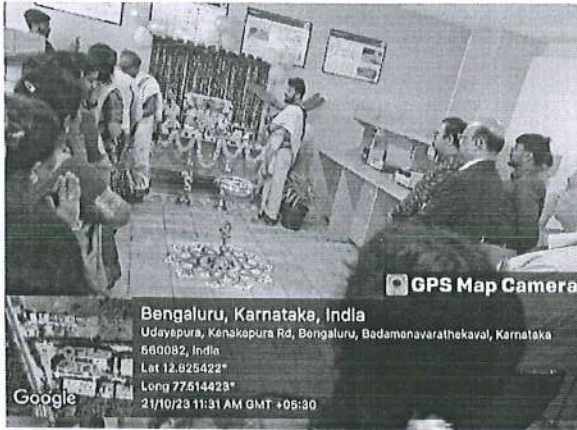 GPS Map Camera
Bengaluru, Karnataka, India
Udayapura, Kanakapura Rd, Bengaluru, Badamanavarathekaval, Karnataka
560082, India
Lat 12.825422°
Long 77.514423°
21/10/23 11:31 AM GMT +05:30
Google